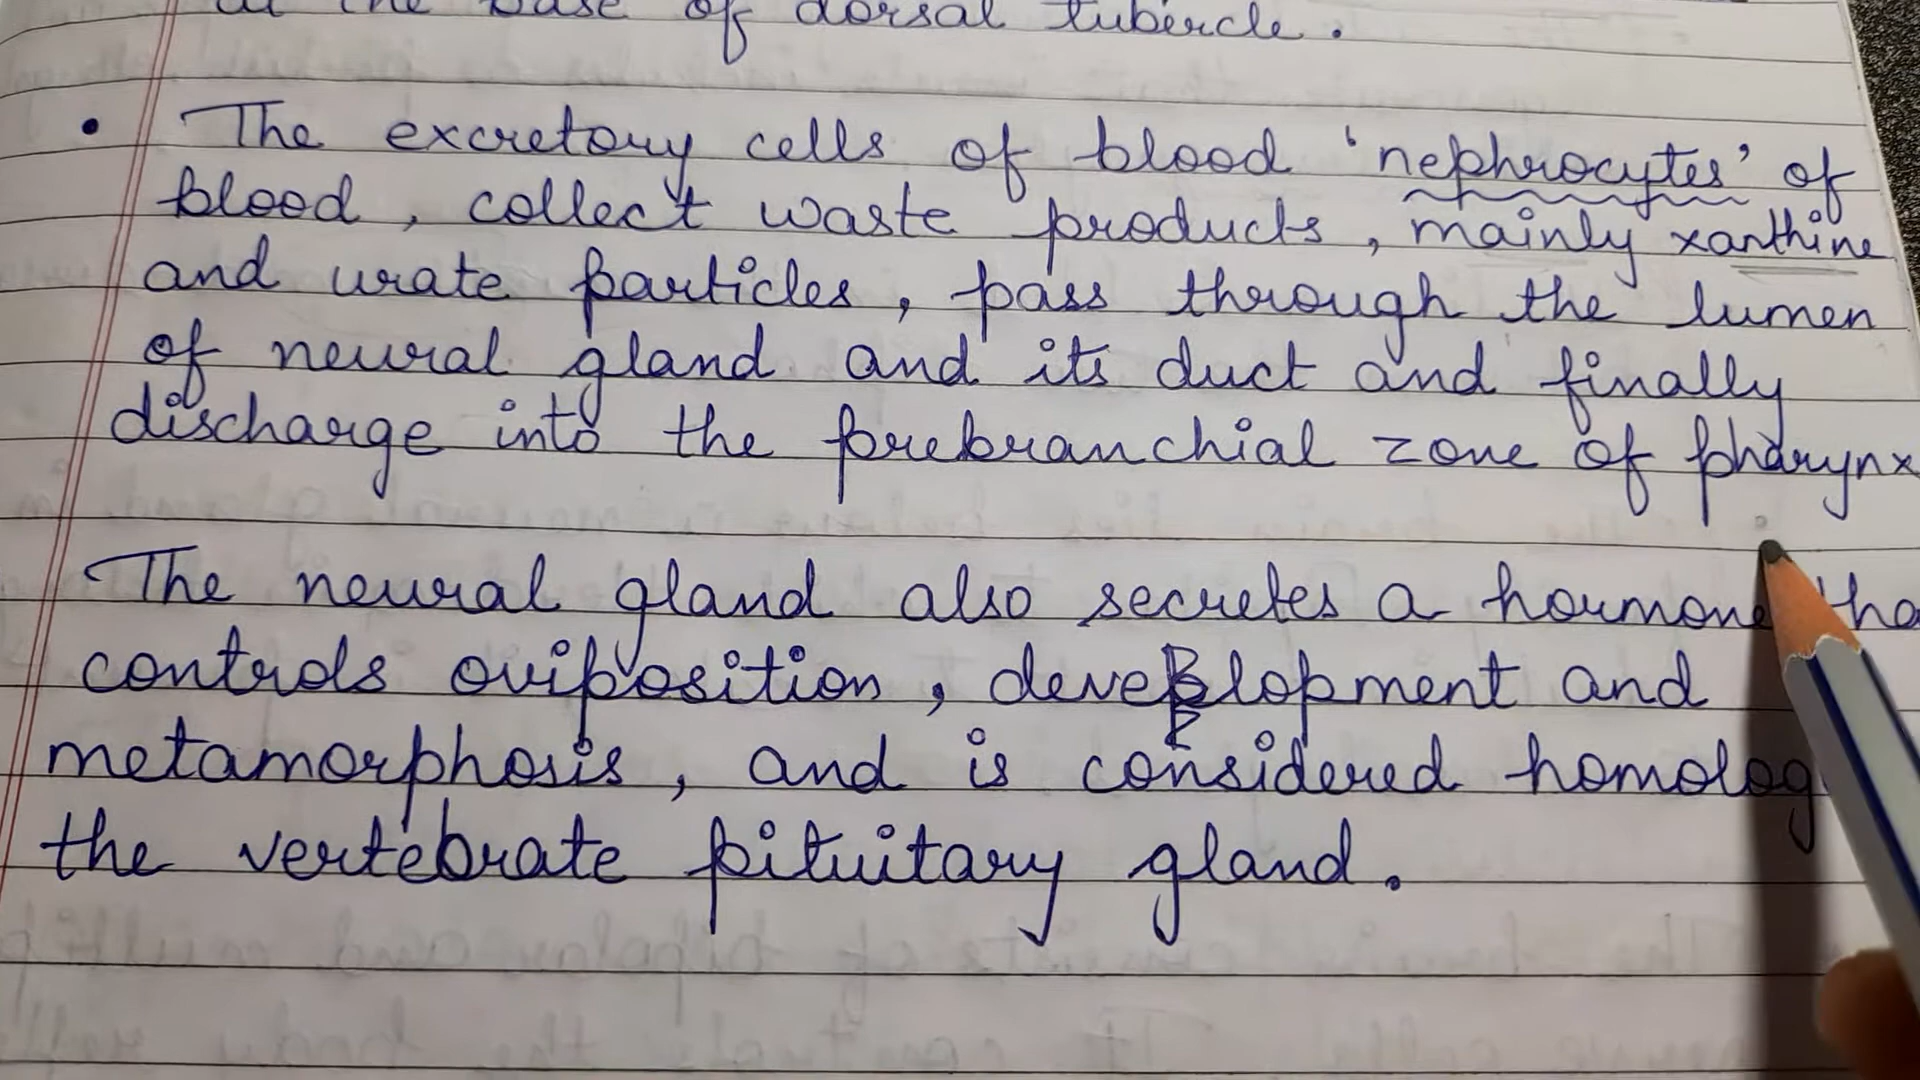 at the base of dorsal tubercle.
• The excretory cells of blood 'nephrocytes' of
blood, collect waste products, mainly xanthine
and urate particles, pass through the lumen
of neural gland and its duct and finally
discharge into the prebranchial zone of pharynx
The neural gland also secretes a hormone tha
controls oviposition, development and
metamorphosis, and is considered homolog
the vertebrate pituitary gland.